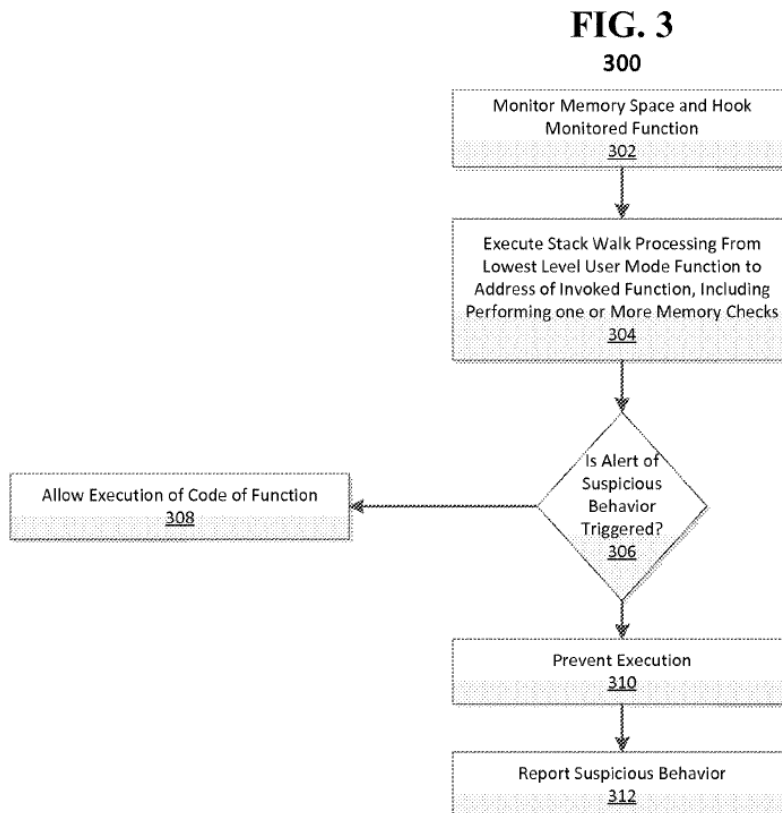 FIG. 3
300
Monitor Memory Space and Hook
Monitored Function
302
Execute Stack Walk Processing From
Lowest Level User Mode Function to
Address of Invoked Function, Including
Performing one or More Memory Checks
304
Is Alert of
Suspicious
Behavior
Triggered?
306
Allow Execution of Code of Function
308
Prevent Execution
310
Report Suspicious Behavior
312